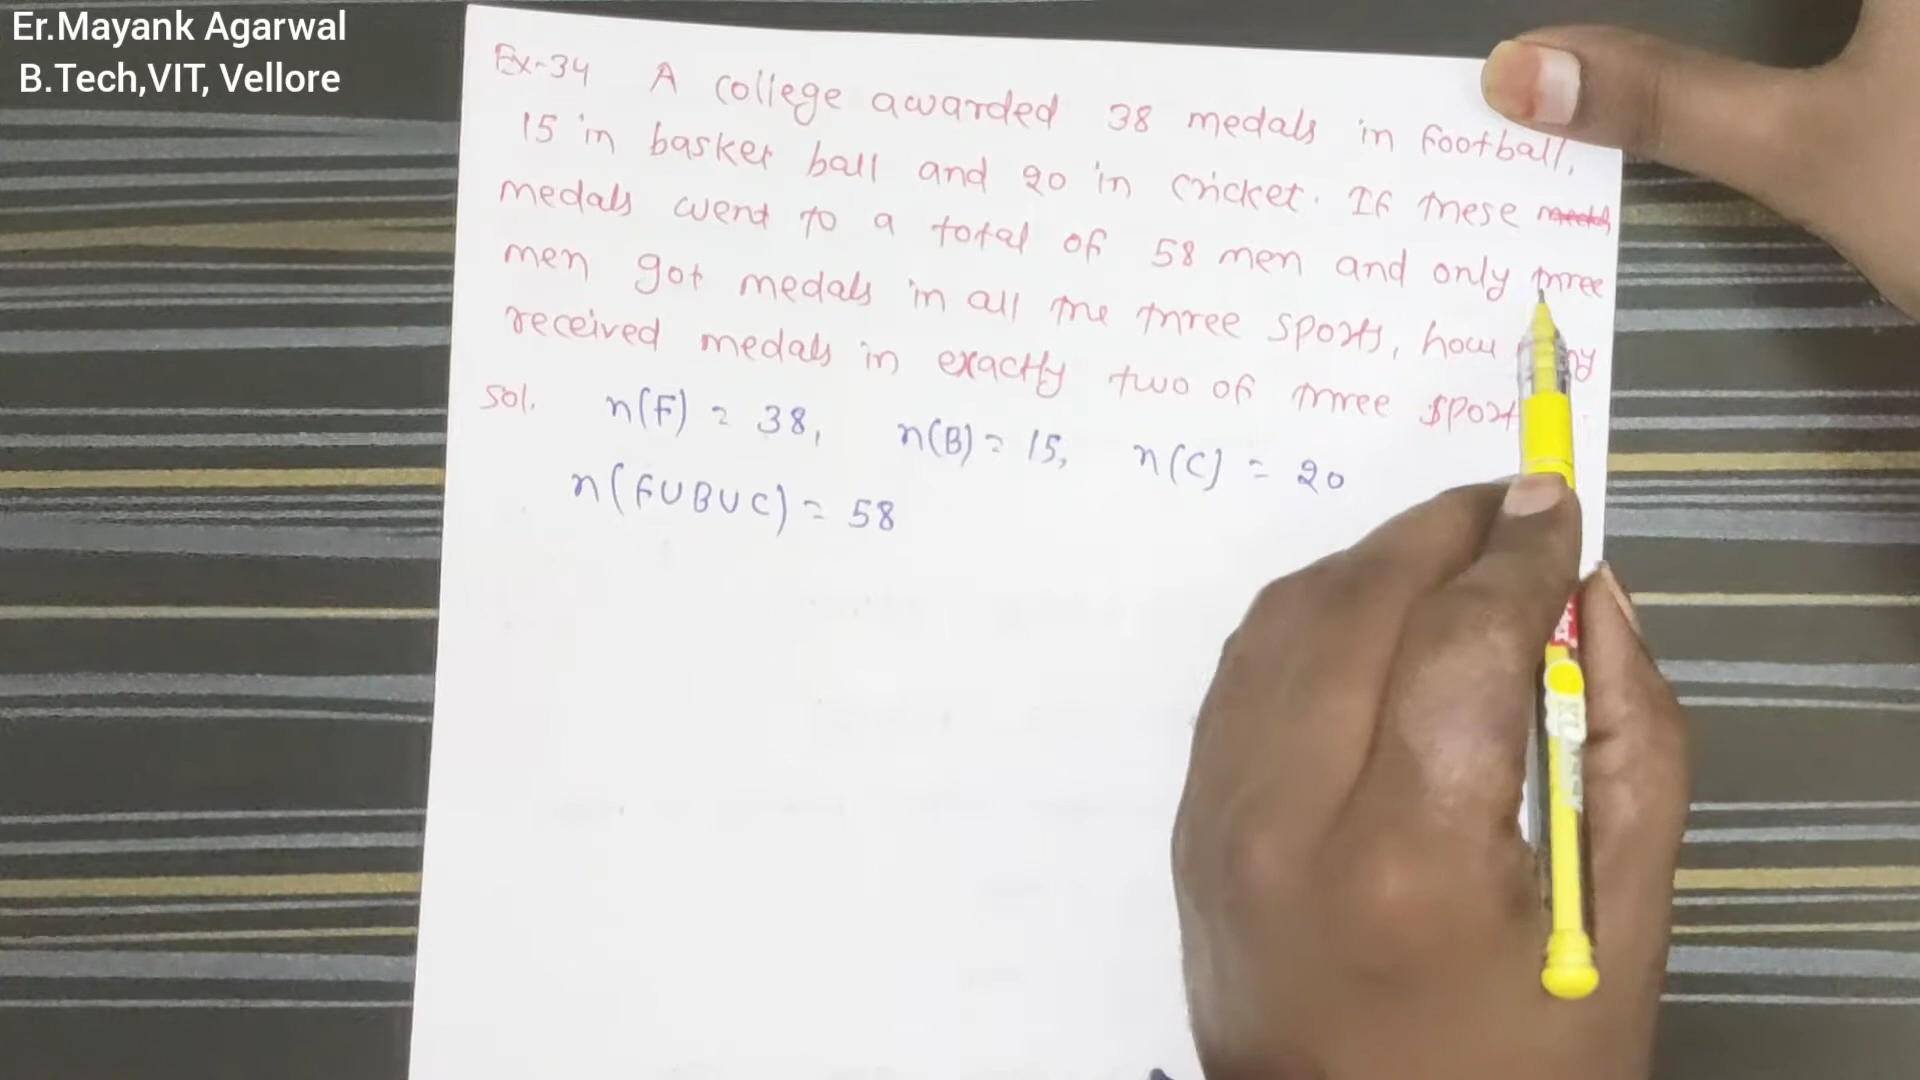 Er.Mayank Agarwal
B.Tech,VIT, Vellore
Ex-34 A college awarded 38 medals in football,
15 in basket ball and 20 in cricket. If these
medals went to a total of 58 men and only three
men got medals in all the three sports, how
received medals in exactly two of three
Sol. n(F) = 38, n(B) = 15, n(C) = 20
n(F∪B∪C) = 58